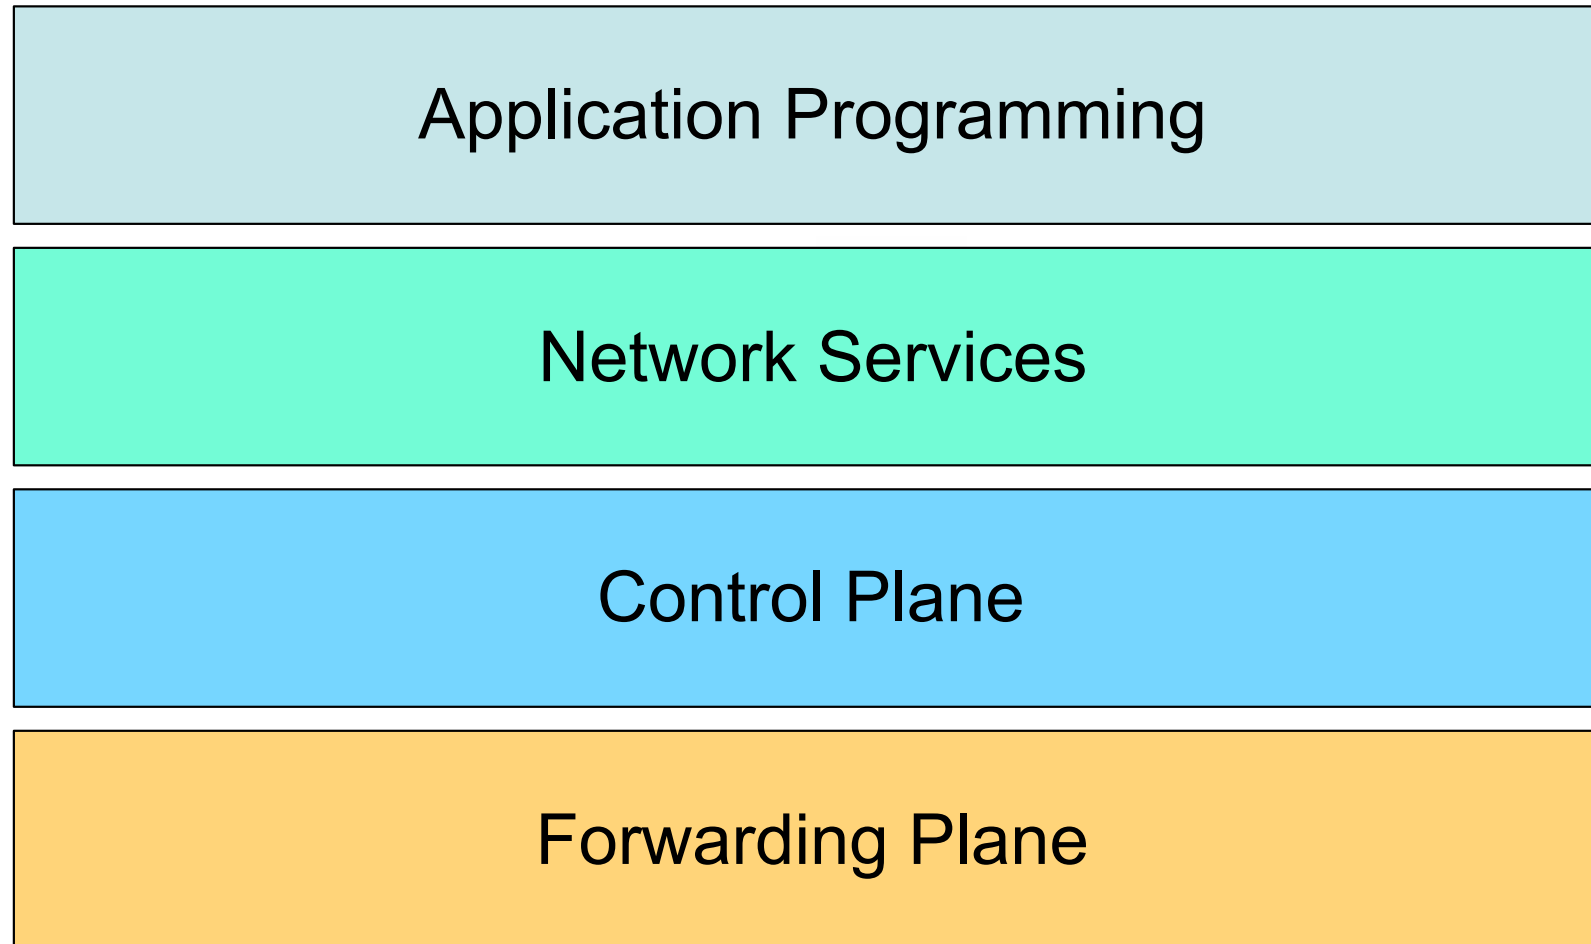 Application Programming
Network Services
Control Plane
Forwarding Plane